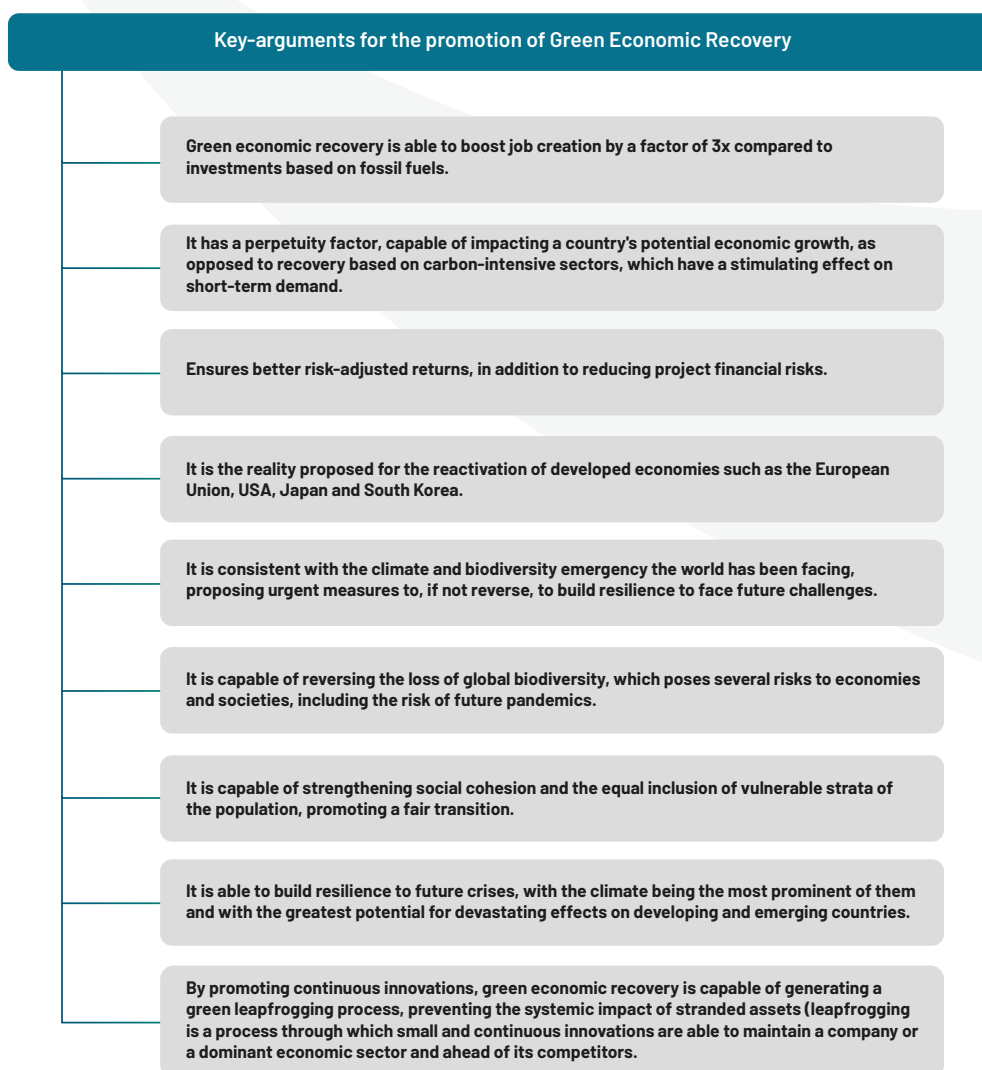 Key-arguments for the promotion of Green Economic Recovery
Green economic recovery is able to boost job creation by a factor of 3x compared to
investments based on fossil fuels.
It has a perpetuity factor, capable of impacting a country's potential economic growth, as
opposed to recovery based on carbon-intensive sectors, which have a stimulating effect on
short-term demand.
Ensures better risk-adjusted returns, in addition to reducing project financial risks.
It is the reality proposed for the reactivation of developed economies such as the European
Union, USA, Japan and South Korea.
It is consistent with the climate and biodiversity emergency the world has been facing,
proposing urgent measures to, if not reverse, to build resilience to face future challenges.
It is capable of reversing the loss of global biodiversity, which poses several risks to economies
and societies, including the risk of future pandemics.
It is capable of strengthening social cohesion and the equal inclusion of vulnerable strata of
the population, promoting a fair transition.
It is able to build resilience to future crises, with the climate being the most prominent of them
and with the greatest potential for devastating effects on developing and emerging countries.
By promoting continuous innovations, green economic recovery is capable of generating a
green leapfrogging process, preventing the systemic impact of stranded assets (leapfrogging
is a process through which small and continuous innovations are able to maintain a company or
a dominant economic sector and ahead of its competitors.